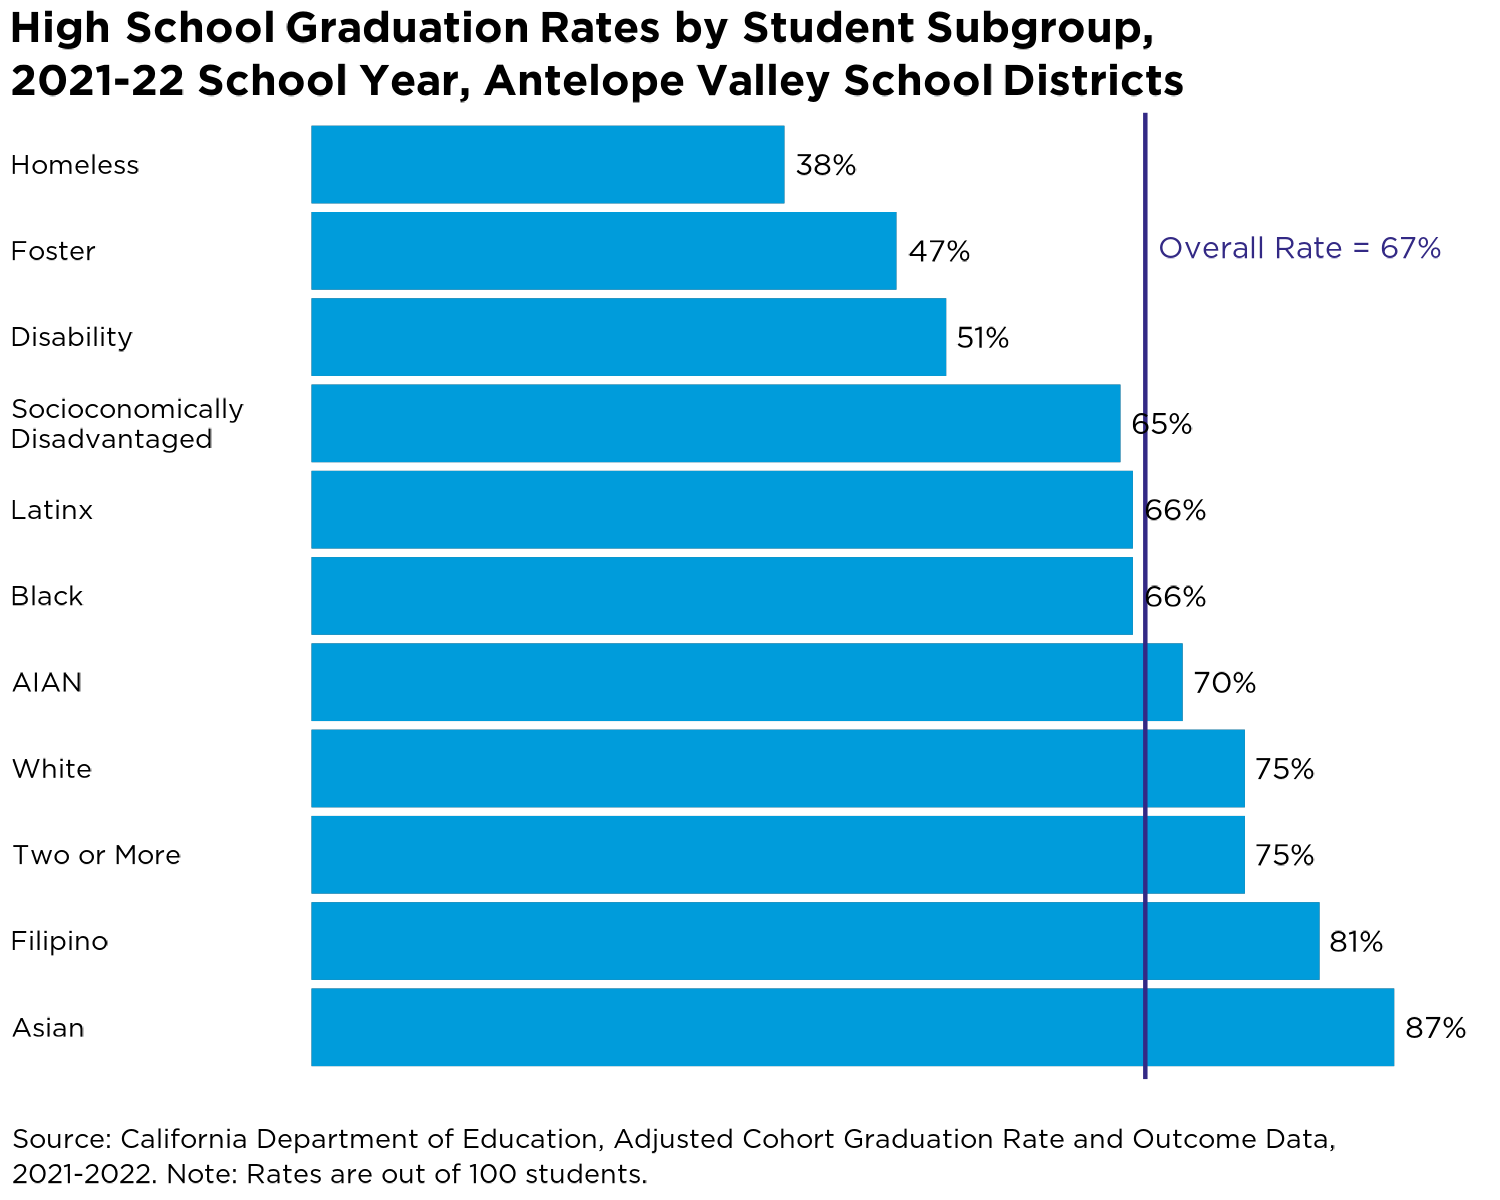 High School Graduation Rates by Student Subgroup,
2021-22 School Year, Antelope Valley School Districts
Homeless
38%
Foster
47%
Overall Rate = 67%
Disability
51%
Socioconomically
Disadvantaged
65%
Latinx
66%
Black
66%
AIAN
70%
White
75%
Two or More
75%
Filipino
81%
Asian
87%
Source: California Department of Education, Adjusted Cohort Graduation Rate and Outcome Data,
2021-2022. Note: Rates are out of 100 students.